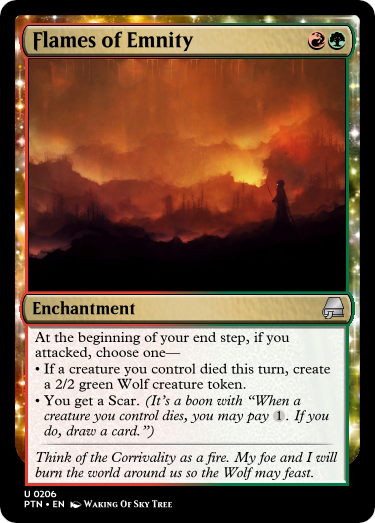 Flames of Emnity
Enchantment
At the beginning of your end step, if you
attacked, choose one—
• If a creature you control died this turn, create
a 2/2 green Wolf creature token.
• You get a Scar. (It's a boon with “When a
creature you control dies, you may pay 1. If you
do, draw a card.”)
Think of the Corrivality as a fire. My foe and I will
burn the world around us so the Wolf may feast.
U 0206
PTN • EN Waking Of Sky Tree